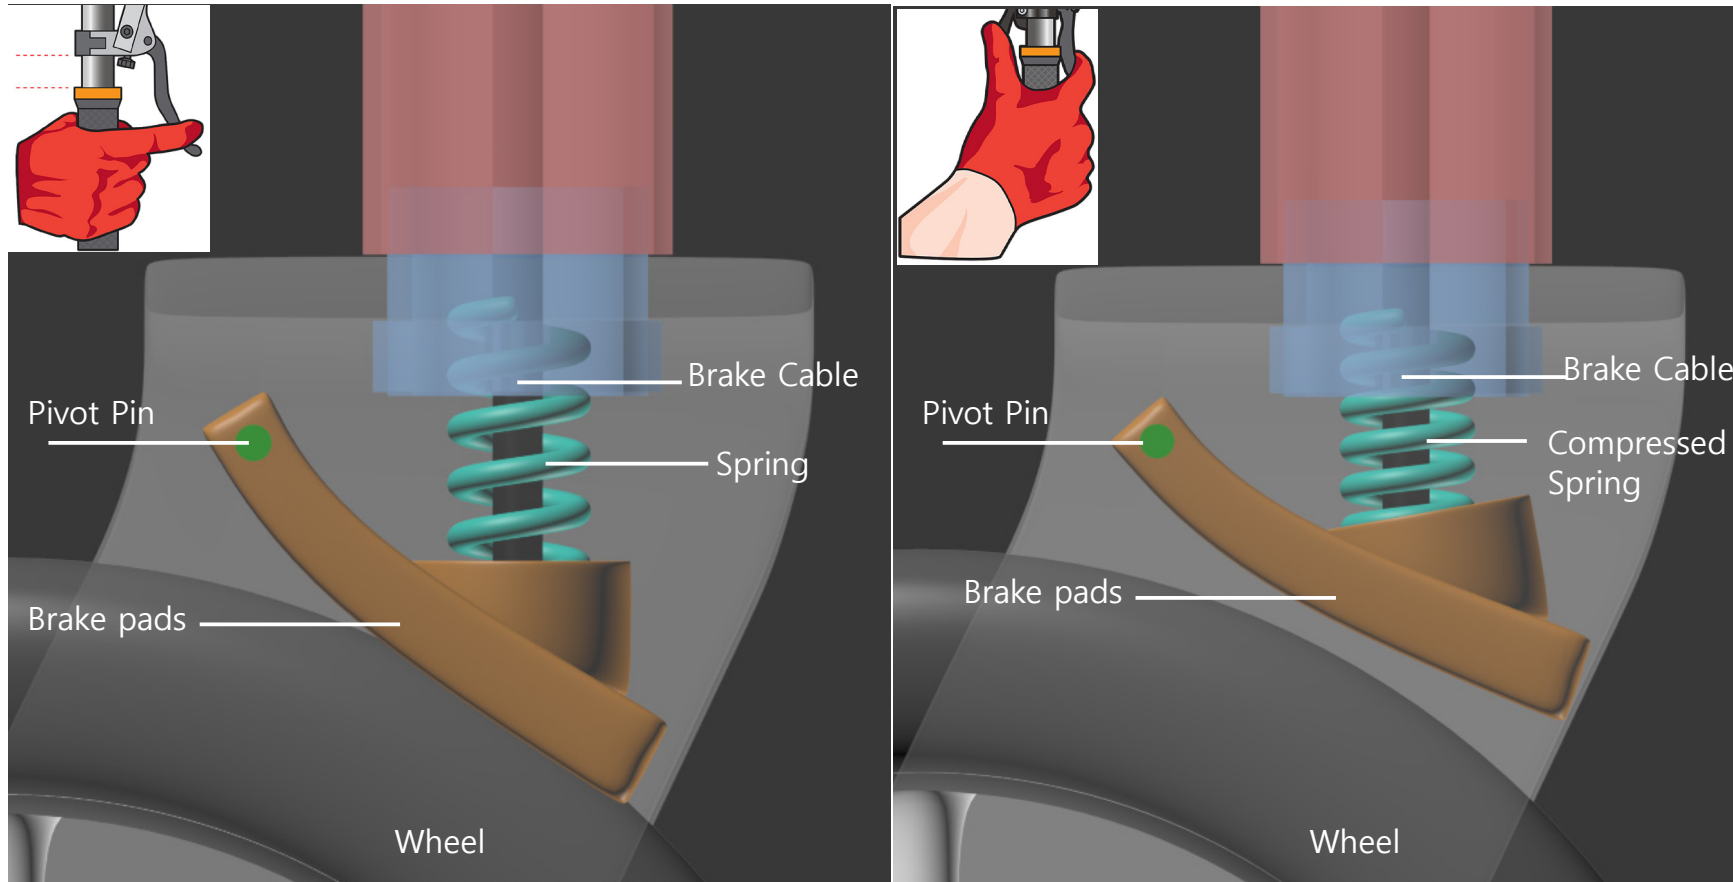 Brake Cable
Pivot Pin
Spring
Brake pads
Wheel
Brake Cable
Pivot Pin
Compressed
Spring
Brake pads
Wheel